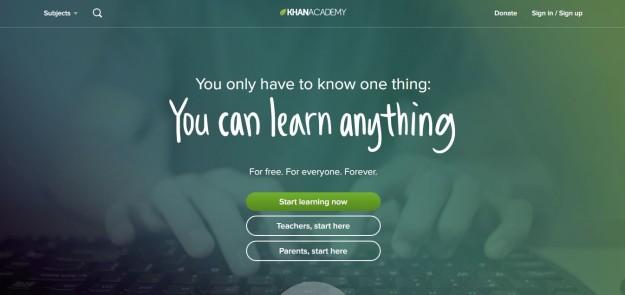 Subjects
KHANACADEMY
Donate
Sign in / Sign up
You only have to know one thing:
You can learn anything
For free. For everyone. Forever.
Start learning now
Teachers, start here
Parents, start here